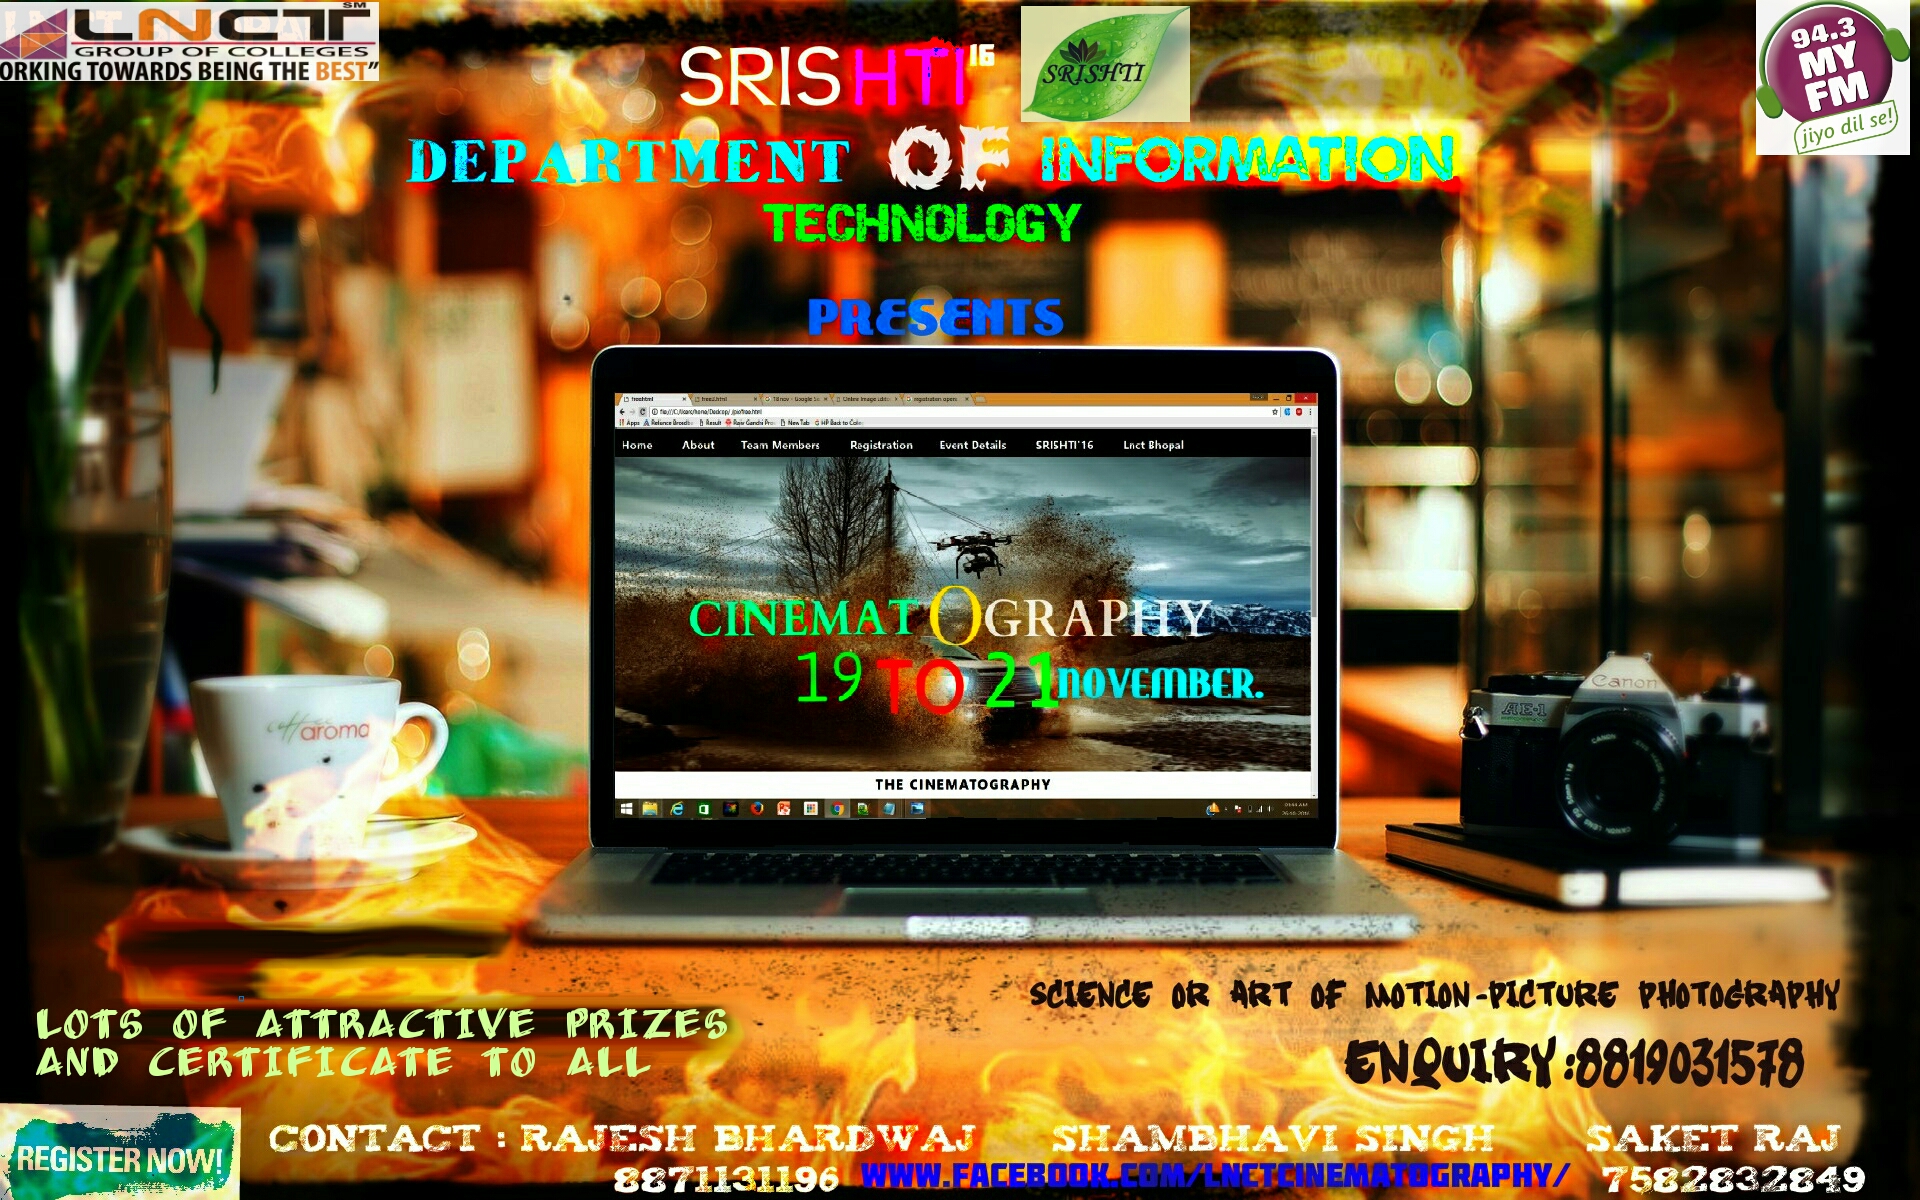 LNCT SM
GROUP OF COLLEGES
ORKING TOWARDS BEING THE BEST"
SRISHTI'16
SRISHTI
94.3
MY
FM
jiyo dil se!
DEPARTMENT OF INFORMATION
TECHNOLOGY
PRESENTS
Home About Team Members Registration Event Details SRISHTI'16 Lnct Bhopal
CINEMATOGRAPHY
19 TO 21 NOVEMBER.
THE CINEMATOGRAPHY
coffee aroma
Canon
AE-1
SCIENCE OR ART OF MOTION-PICTURE PHOTOGRAPHY
LOTS OF ATTRACTIVE PRIZES
AND CERTIFICATE TO ALL
ENQUIRY:8819031578
REGISTER NOW!
CONTACT : RAJESH BHARDWAJ SHAMBHAVI SINGH SAKET RAJ
8871131196 WWW.FACEBOOK.COM/LNCTCINEMATOGRAPHY/ 7582832849